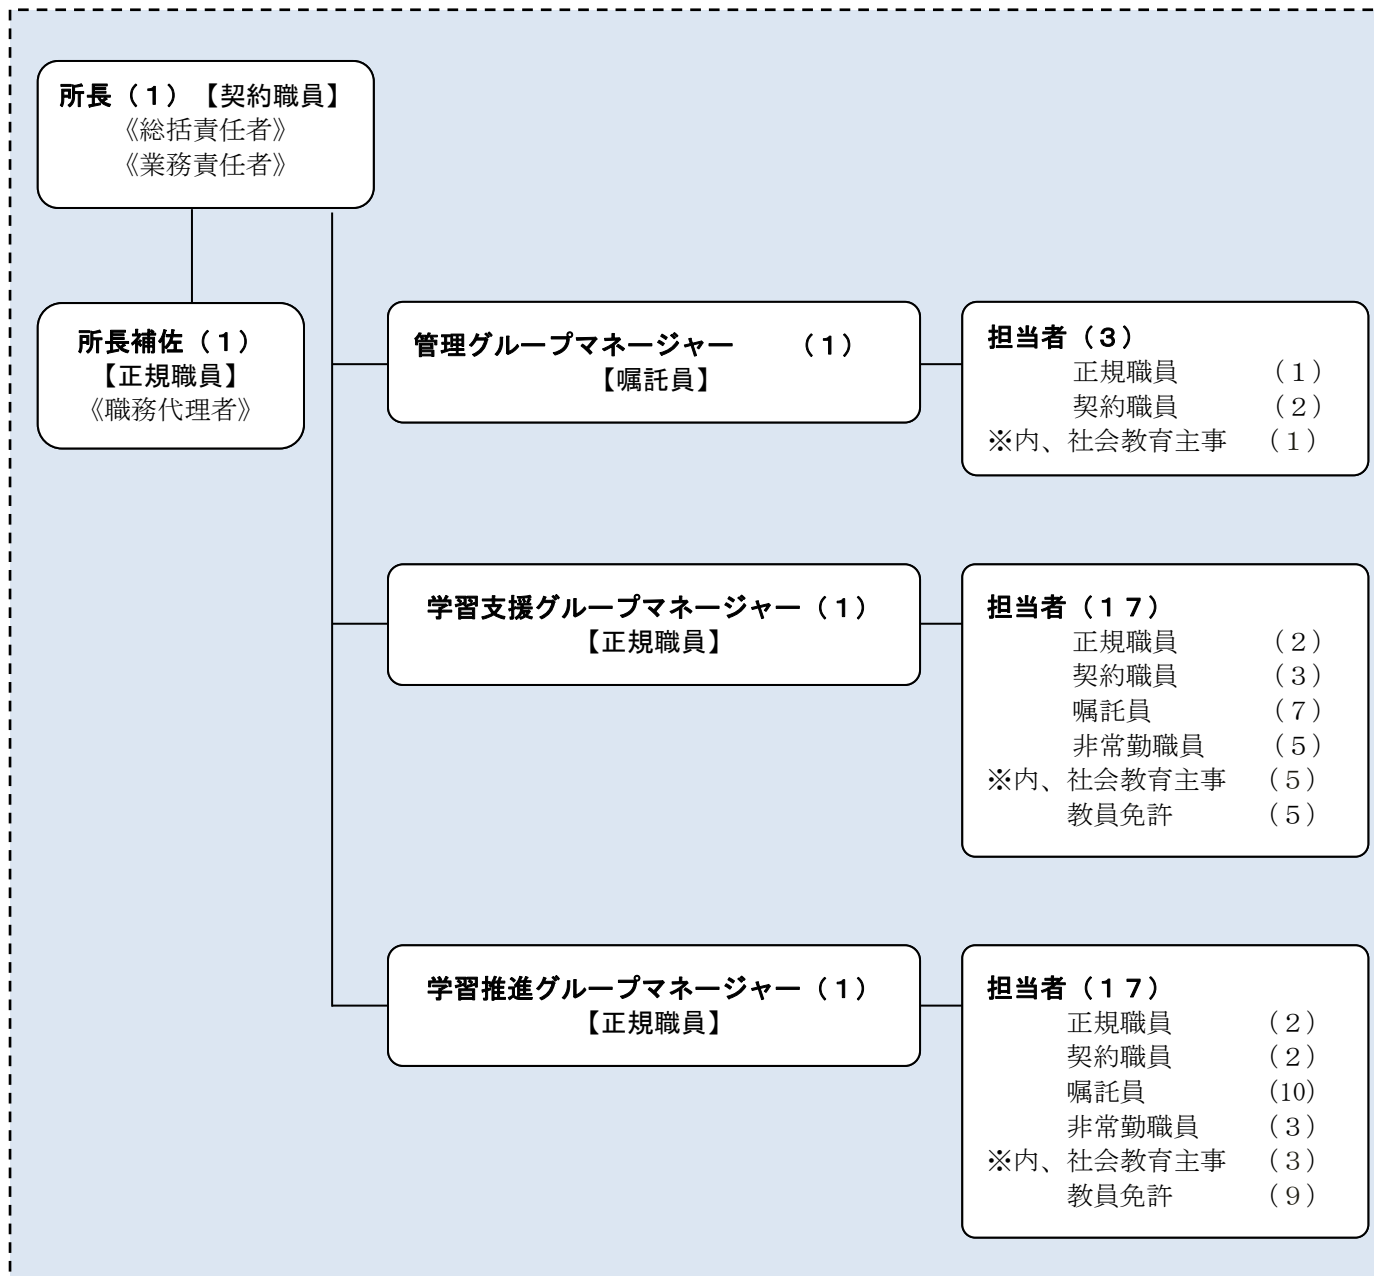 所長（１）【契約職員】
《総括責任者》
《業務責任者》
所長補佐（１）
【正規職員】
《職務代理者》
管理グループマネージャー　　（１）
【嘱託員】
担当者（３）
正規職員　　　（１）
契約職員　　　（２）
※内、社会教育主事　（１）
学習支援グループマネージャー（１）
【正規職員】
担当者（１７）
正規職員　　　（２）
契約職員　　　（３）
嘱託員　　　　（７）
非常勤職員　　（５）
※内、社会教育主事　（５）
教員免許　　　（５）
学習推進グループマネージャー（１）
【正規職員】
担当者（１７）
正規職員　　　（２）
契約職員　　　（２）
嘱託員　　　　(10)
非常勤職員　　（３）
※内、社会教育主事　（３）
教員免許　　　（９）